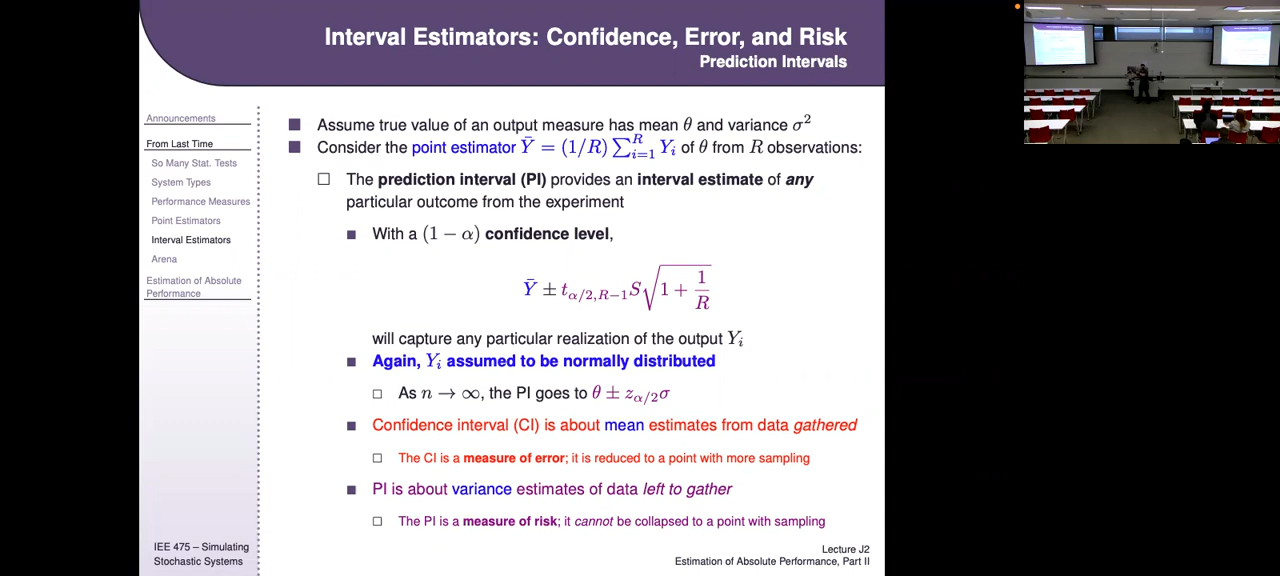 Interval Estimators: Confidence, Error, and Risk
Prediction Intervals
Announcements
From Last Time
So Many Stat. Tests
System Types
Performance Measures
Point Estimators
Interval Estimators
Arena
Estimation of Absolute
Performance
■ Assume true value of an output measure has mean θ and variance σ²
■ Consider the point estimator Ȳ = (1/R) ∑ᵢ₌₁ᴿ Yᵢ of θ from R observations:
□ The prediction interval (PI) provides an interval estimate of any
particular outcome from the experiment
■ With a (1 − α) confidence level,
Ȳ ± t_{α/2,R−1} S √(1 + 1/R)
will capture any particular realization of the output Yᵢ
■ Again, Yᵢ assumed to be normally distributed
□ As n → ∞, the PI goes to θ ± z_{α/2}σ
■ Confidence interval (CI) is about mean estimates from data gathered
□ The CI is a measure of error; it is reduced to a point with more sampling
■ PI is about variance estimates of data left to gather
□ The PI is a measure of risk; it cannot be collapsed to a point with sampling
IEE 475 – Simulating
Stochastic Systems
Lecture J2
Estimation of Absolute Performance, Part II